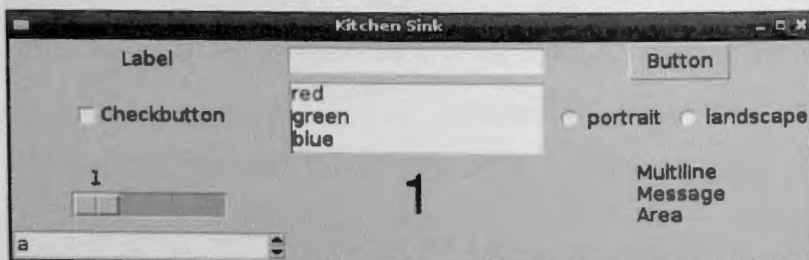 Kitchen Sink
Label
Button
Checkbutton
red
green
blue
portrait
landscape
1
1
Multiline
Message
Area
a